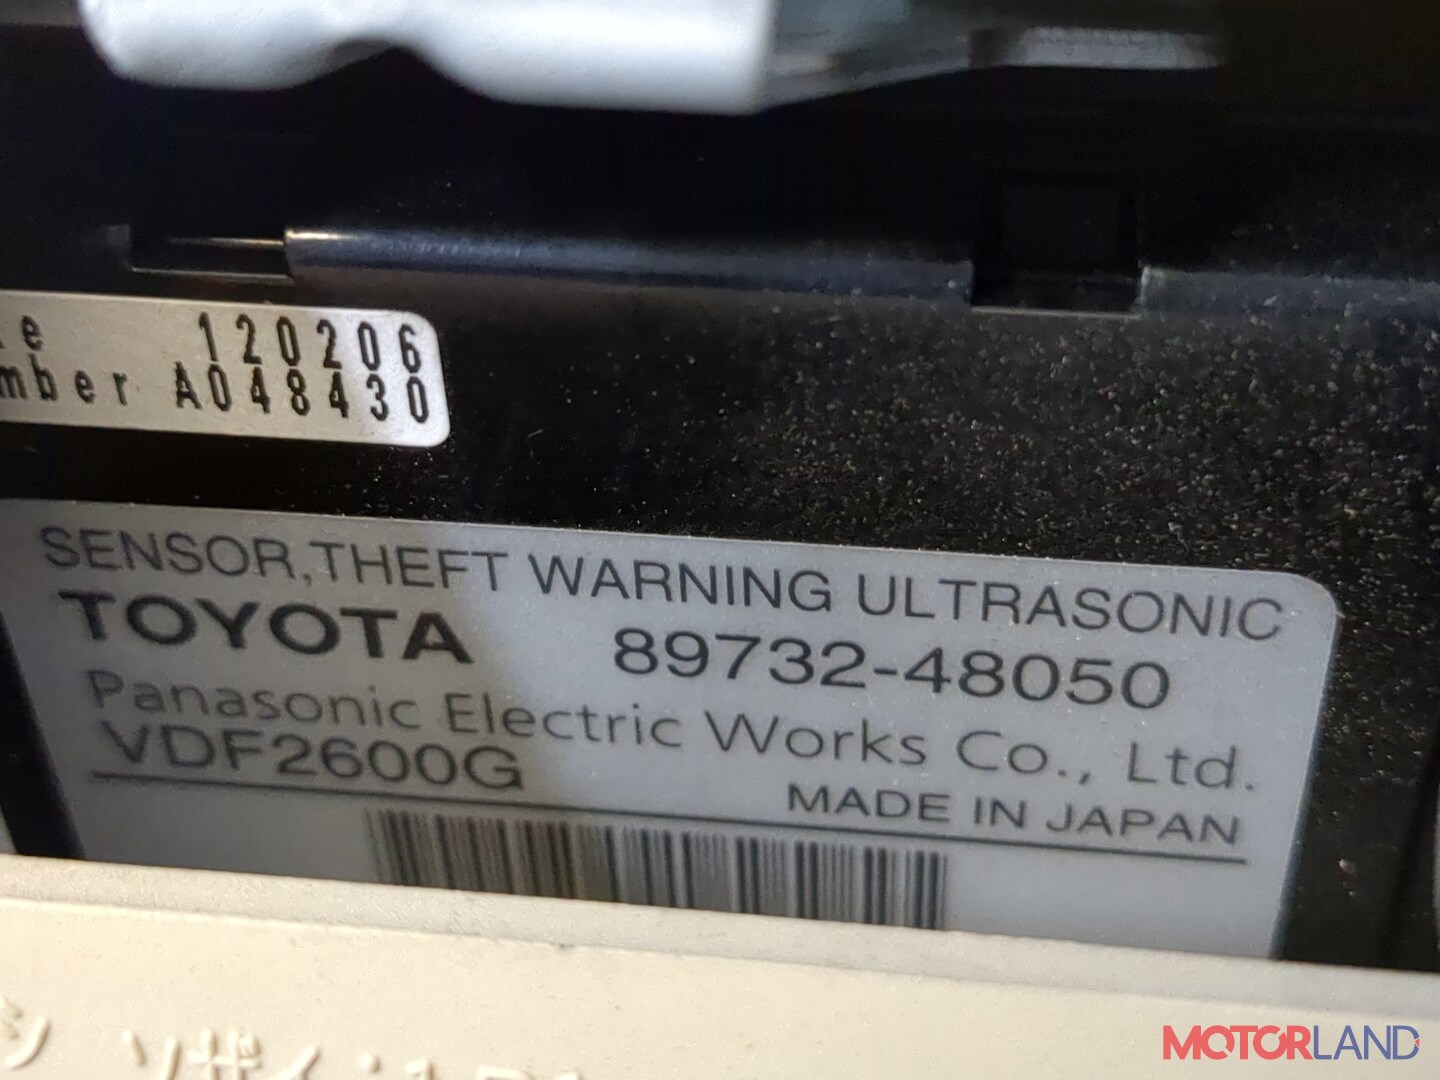 120206
A048430
SENSOR,THEFT WARNING ULTRASONIC
TOYOTA 89732-48050
Panasonic Electric Works Co., Ltd.
VDF2600G
MADE IN JAPAN
MOTORLAND